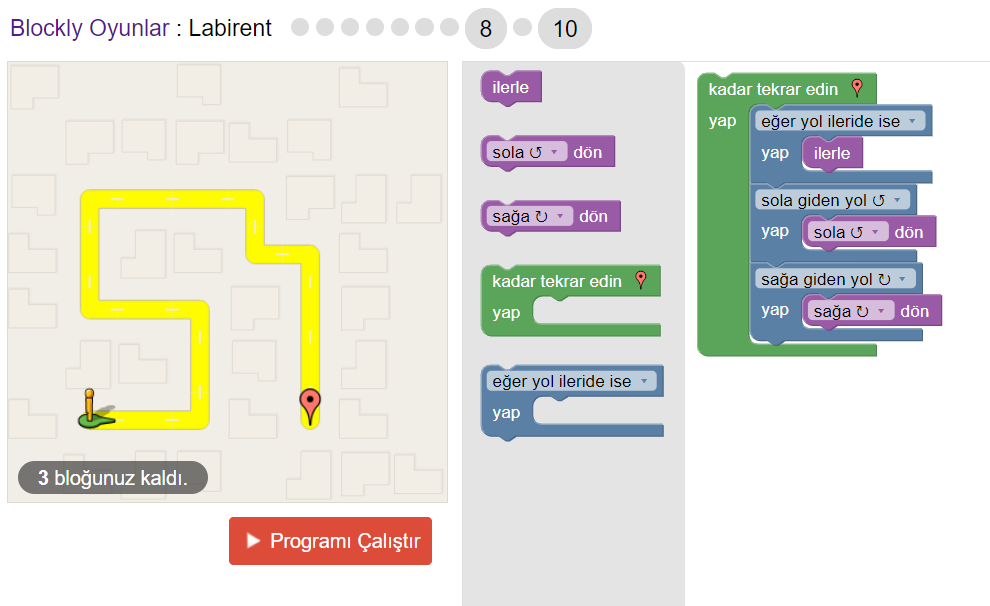 Blockly Oyunlar : Labirent 8 10
3 bloğunuz kaldı.
Programı Çalıştır
ilerle
sola ↺ dön
sağa ↻ dön
kadar tekrar edin
yap
eğer yol ileride ise
yap
kadar tekrar edin
yap
eğer yol ileride ise
yap
ilerle
sola giden yol ↺
yap
sola ↺ dön
sağa giden yol ↻
yap
sağa ↻ dön